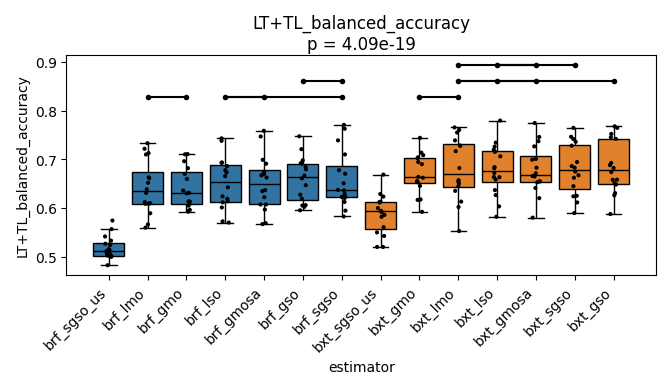 LT+TL_balanced_accuracy
p = 4.09e-19
LT+TL_balanced_accuracy
0.9
0.8
0.7
0.6
0.5
brf_sgso_us
brf_lmo
brf_gmo
brf_lso
brf_gmosa
brf_gso
brf_sgso
bxt_sgso_us
bxt_gmo
bxt_lmo
bxt_lso
bxt_gmosa
bxt_sgso
bxt_gso
estimator